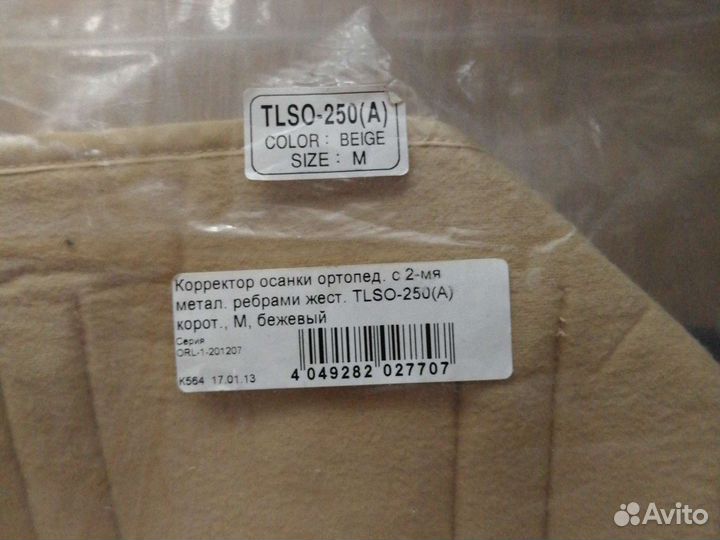 TLSO-250(A)
COLOR: BEIGE
SIZE: M
Корректор осанки ортопед. с 2-мя
метал. ребрами жест. TLSO-250(A)
корот., М, бежевый
Серия
ORL-1-201207
K564 17.01.13
4 049282 027707
Avito